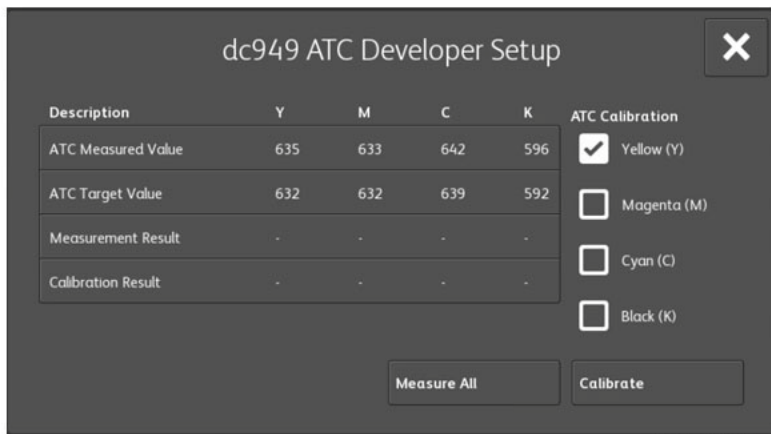 dc949 ATC Developer Setup
Description Y M C K
ATC Measured Value 635 633 642 596
ATC Target Value 632 632 639 592
Measurement Result - - - -
Calibration Result - - - -
ATC Calibration
Yellow (Y)
Magenta (M)
Cyan (C)
Black (K)
Measure All
Calibrate